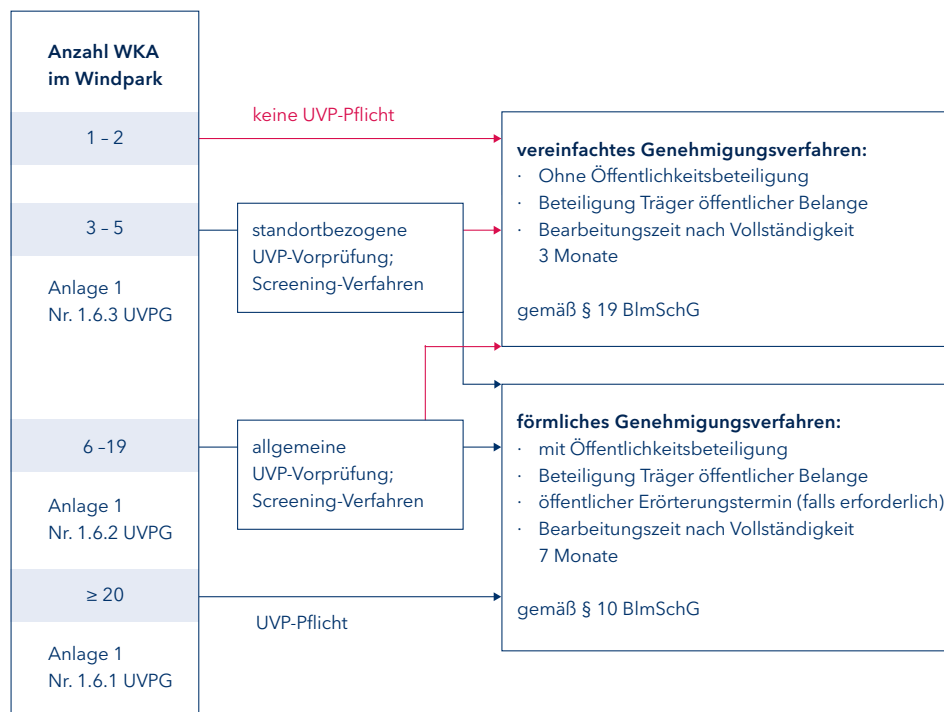 Anzahl WKA
im Windpark
1 – 2
keine UVP-Pflicht
3 – 5
Anlage 1
Nr. 1.6.3 UVPG
standortbezogene
UVP-Vorprüfung;
Screening-Verfahren
vereinfachtes Genehmigungsverfahren:
· Ohne Öffentlichkeitsbeteiligung
· Beteiligung Träger öffentlicher Belange
· Bearbeitungszeit nach Vollständigkeit
3 Monate
gemäß § 19 BlmSchG
6 –19
Anlage 1
Nr. 1.6.2 UVPG
allgemeine
UVP-Vorprüfung;
Screening-Verfahren
förmliches Genehmigungsverfahren:
· mit Öffentlichkeitsbeteiligung
· Beteiligung Träger öffentlicher Belange
· öffentlicher Erörterungstermin (falls erforderlich)
· Bearbeitungszeit nach Vollständigkeit
7 Monate
gemäß § 10 BlmSchG
≥ 20
UVP-Pflicht
Anlage 1
Nr. 1.6.1 UVPG